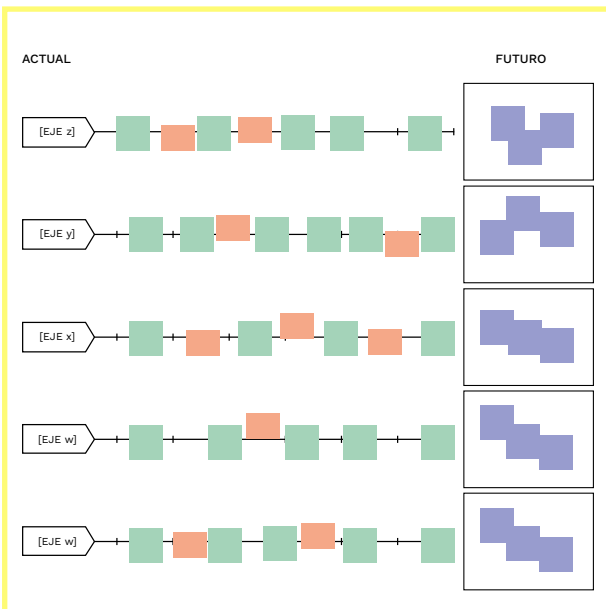 ACTUAL
FUTURO
[EJE z]
[EJE y]
[EJE x]
[EJE w]
[EJE w]